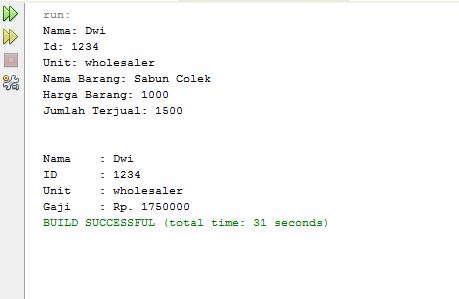 run:
Nama: Dwi
Id: 1234
Unit: wholesaler
Nama Barang: Sabun Colek
Harga Barang: 1000
Jumlah Terjual: 1500
Nama    : Dwi
ID      : 1234
Unit    : wholesaler
Gaji    : Rp. 1750000
BUILD SUCCESSFUL (total time: 31 seconds)